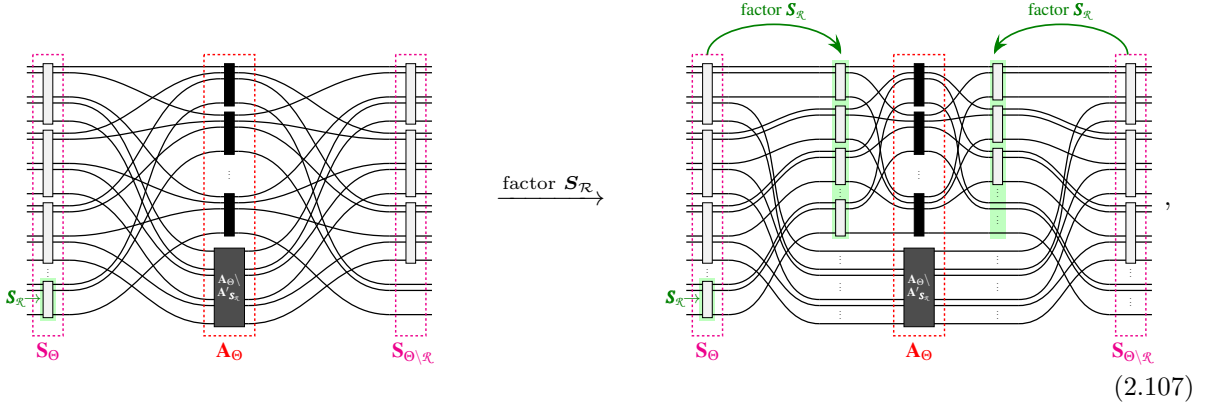 factor 𝑺_ℛ factor 𝑺_ℛ
factor 𝑺_ℛ
,
A_Θ\ A_Θ\
A′_𝑺_ℛ A′_𝑺_ℛ
𝑺_ℛ 𝑺_ℛ
S_Θ A_Θ S_Θ\ℛ S_Θ A_Θ S_Θ\ℛ
(2.107)